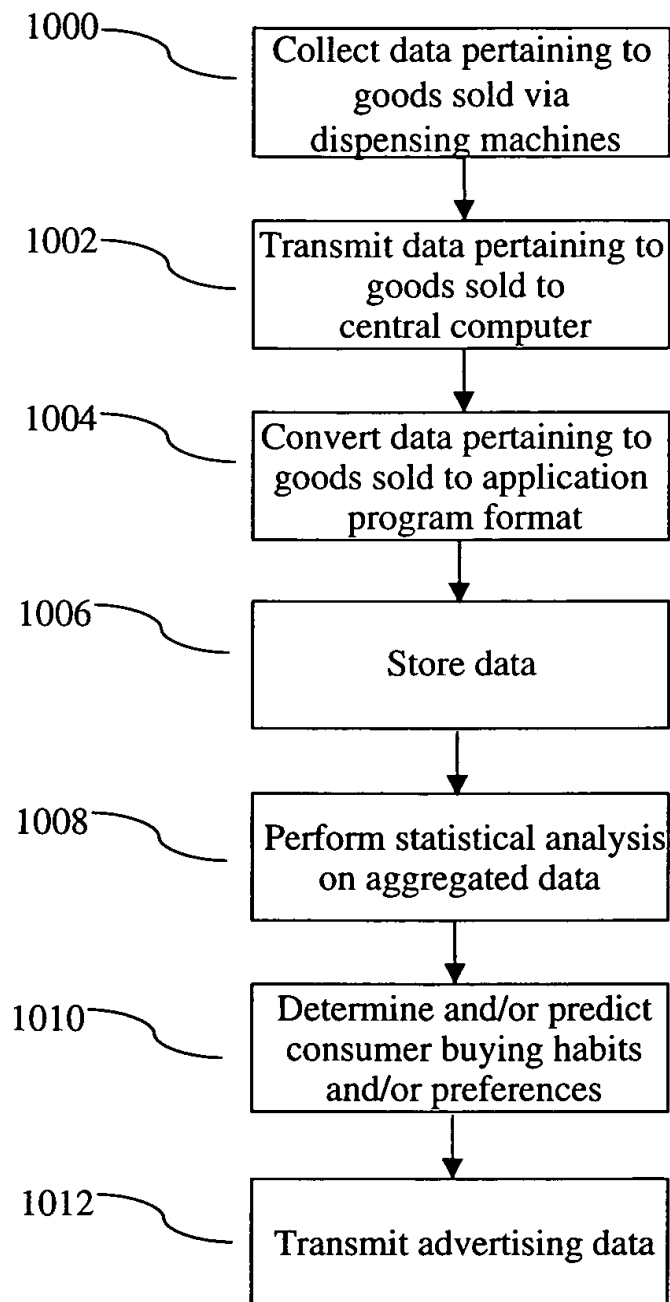 1000
Collect data pertaining to
goods sold via
dispensing machines
1002
Transmit data pertaining to
goods sold to
central computer
1004
Convert data pertaining to
goods sold to application
program format
1006
Store data
1008
Perform statistical analysis
on aggregated data
1010
Determine and/or predict
consumer buying habits
and/or preferences
1012
Transmit advertising data